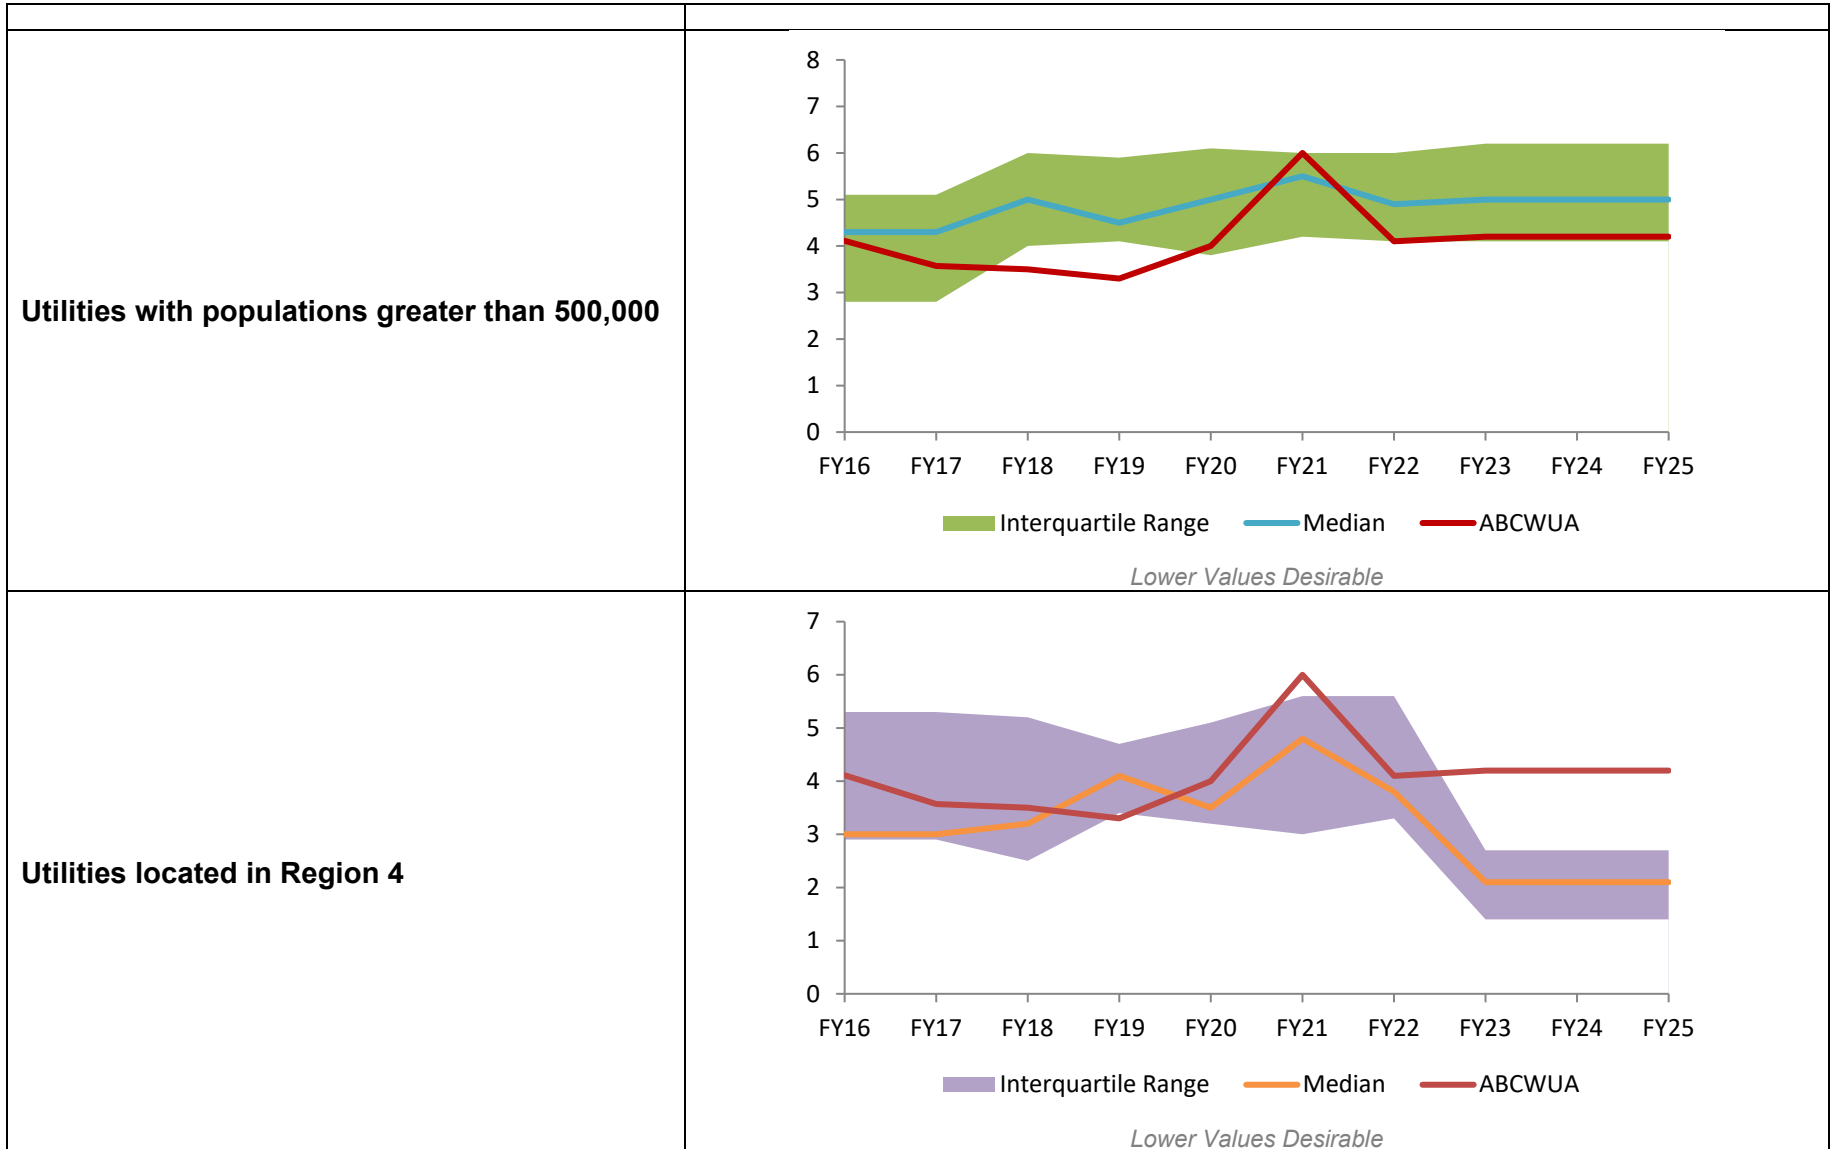 Utilities with populations greater than 500,000
8
7
6
5
4
3
2
1
0
FY16 FY17 FY18 FY19 FY20 FY21 FY22 FY23 FY24 FY25
Interquartile Range Median ABCWUA
Lower Values Desirable
Utilities located in Region 4
7
6
5
4
3
2
1
0
FY16 FY17 FY18 FY19 FY20 FY21 FY22 FY23 FY24 FY25
Interquartile Range Median ABCWUA
Lower Values Desirable